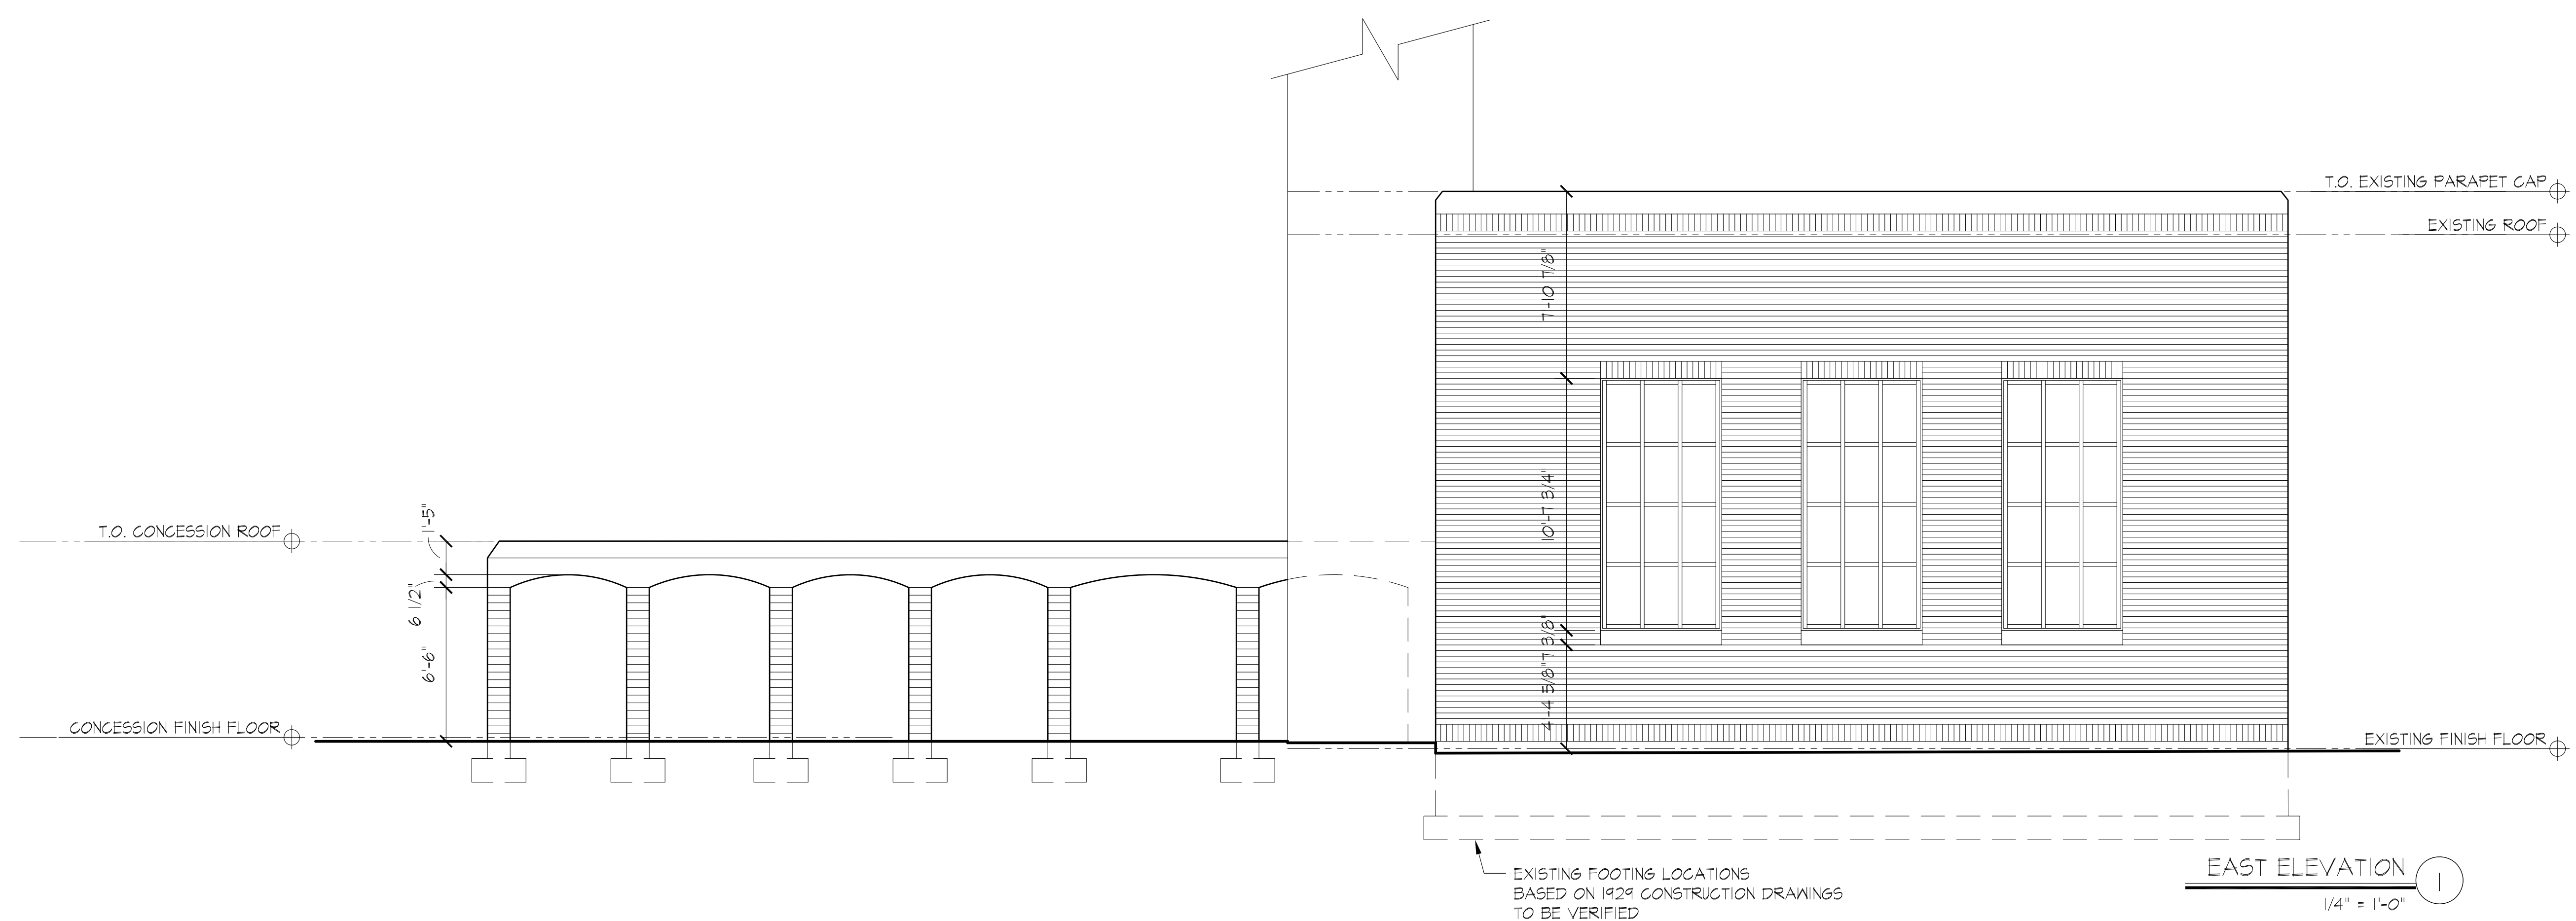 T.O. EXISTING PARAPET CAP
EXISTING ROOF
7'-10 7/8"
10'-7 3/4"
7 3/8"
4'-4 5/8"
T.O. CONCESSION ROOF
1'-5"
6 1/2"
6'-6"
CONCESSION FINISH FLOOR
EXISTING FINISH FLOOR
EXISTING FOOTING LOCATIONS
BASED ON 1929 CONSTRUCTION DRAWINGS
TO BE VERIFIED
EAST ELEVATION
1
1/4" = 1'-0"